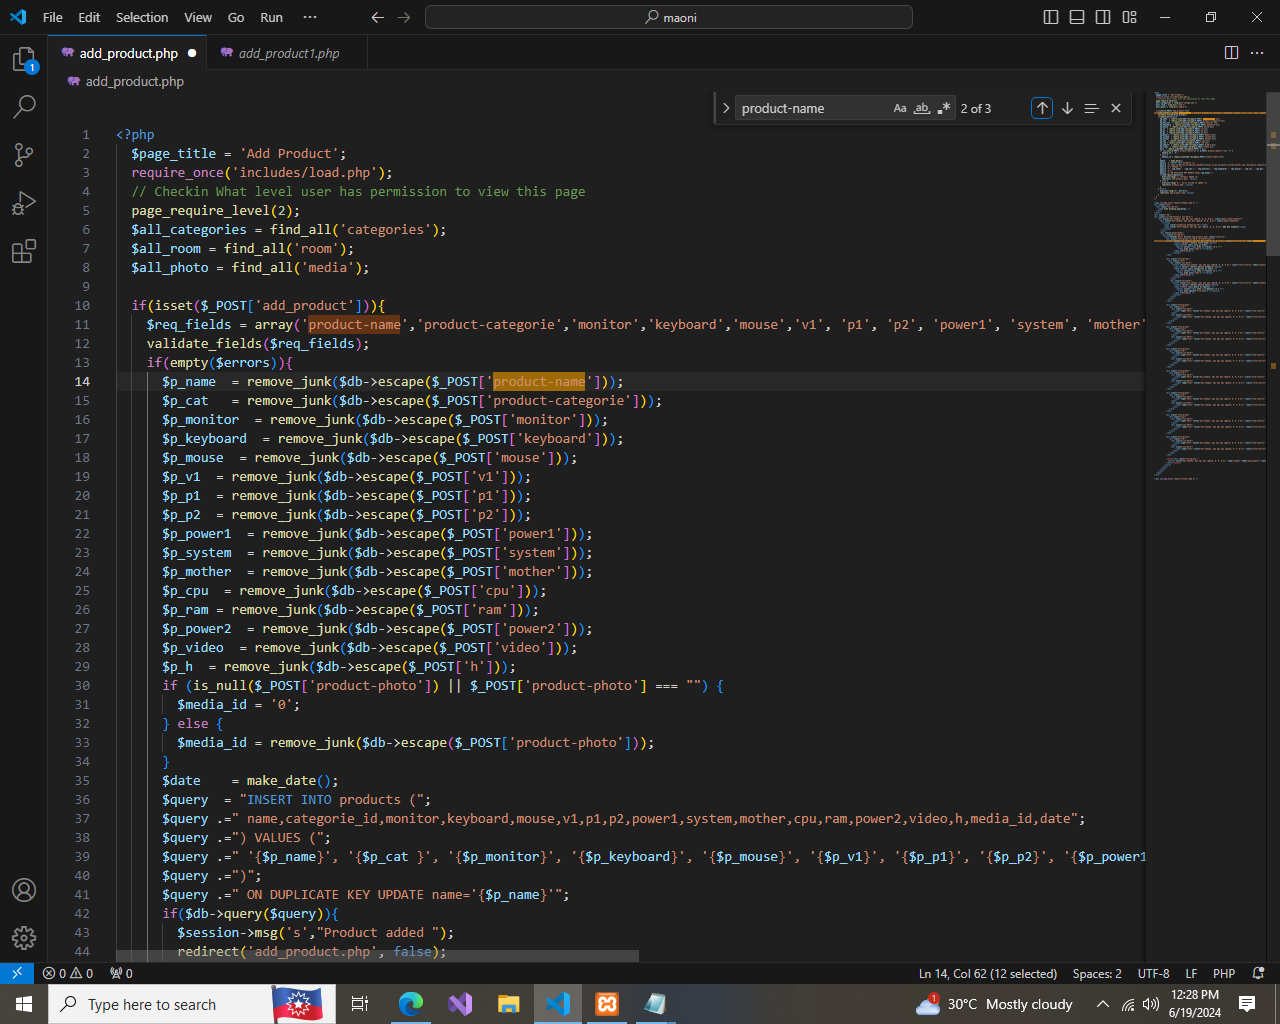 File Edit Selection View Go Run ··· maoni
add_product.php add_product1.php
add_product.php
product-name Aa ab 2 of 3
1 <?php
2 $page_title = 'Add Product';
3 require_once('includes/load.php');
4 // Checkin What level user has permission to view this page
5 page_require_level(2);
6 $all_categories = find_all('categories');
7 $all_room = find_all('room');
8 $all_photo = find_all('media');
9
10 if(isset($_POST['add_product'])){
11 $req_fields = array('product-name','product-categorie','monitor','keyboard','mouse','v1', 'p1', 'p2', 'power1', 'system', 'mother'
12 validate_fields($req_fields);
13 if(empty($errors)){
14 $p_name  = remove_junk($db->escape($_POST['product-name']));
15 $p_cat   = remove_junk($db->escape($_POST['product-categorie']));
16 $p_monitor  = remove_junk($db->escape($_POST['monitor']));
17 $p_keyboard  = remove_junk($db->escape($_POST['keyboard']));
18 $p_mouse  = remove_junk($db->escape($_POST['mouse']));
19 $p_v1  = remove_junk($db->escape($_POST['v1']));
20 $p_p1  = remove_junk($db->escape($_POST['p1']));
21 $p_p2  = remove_junk($db->escape($_POST['p2']));
22 $p_power1  = remove_junk($db->escape($_POST['power1']));
23 $p_system  = remove_junk($db->escape($_POST['system']));
24 $p_mother  = remove_junk($db->escape($_POST['mother']));
25 $p_cpu  = remove_junk($db->escape($_POST['cpu']));
26 $p_ram = remove_junk($db->escape($_POST['ram']));
27 $p_power2  = remove_junk($db->escape($_POST['power2']));
28 $p_video  = remove_junk($db->escape($_POST['video']));
29 $p_h  = remove_junk($db->escape($_POST['h']));
30 if (is_null($_POST['product-photo']) || $_POST['product-photo'] === "") {
31 $media_id = '0';
32 } else {
33 $media_id = remove_junk($db->escape($_POST['product-photo']));
34 }
35 $date    = make_date();
36 $query  = "INSERT INTO products (";
37 $query .=" name,categorie_id,monitor,keyboard,mouse,v1,p1,p2,power1,system,mother,cpu,ram,power2,video,h,media_id,date";
38 $query .=") VALUES (";
39 $query .=" '{$p_name}', '{$p_cat }', '{$p_monitor}', '{$p_keyboard}', '{$p_mouse}', '{$p_v1}', '{$p_p1}', '{$p_p2}', '{$p_power1
40 $query .=")";
41 $query .=" ON DUPLICATE KEY UPDATE name='{$p_name}'";
42 if($db->query($query)){
43 $session->msg('s',"Product added ");
44 redirect('add_product.php', false);
0 0 0 Ln 14, Col 62 (12 selected) Spaces: 2 UTF-8 LF PHP
Type here to search 1 30°C Mostly cloudy 12:28 PM
6/19/2024